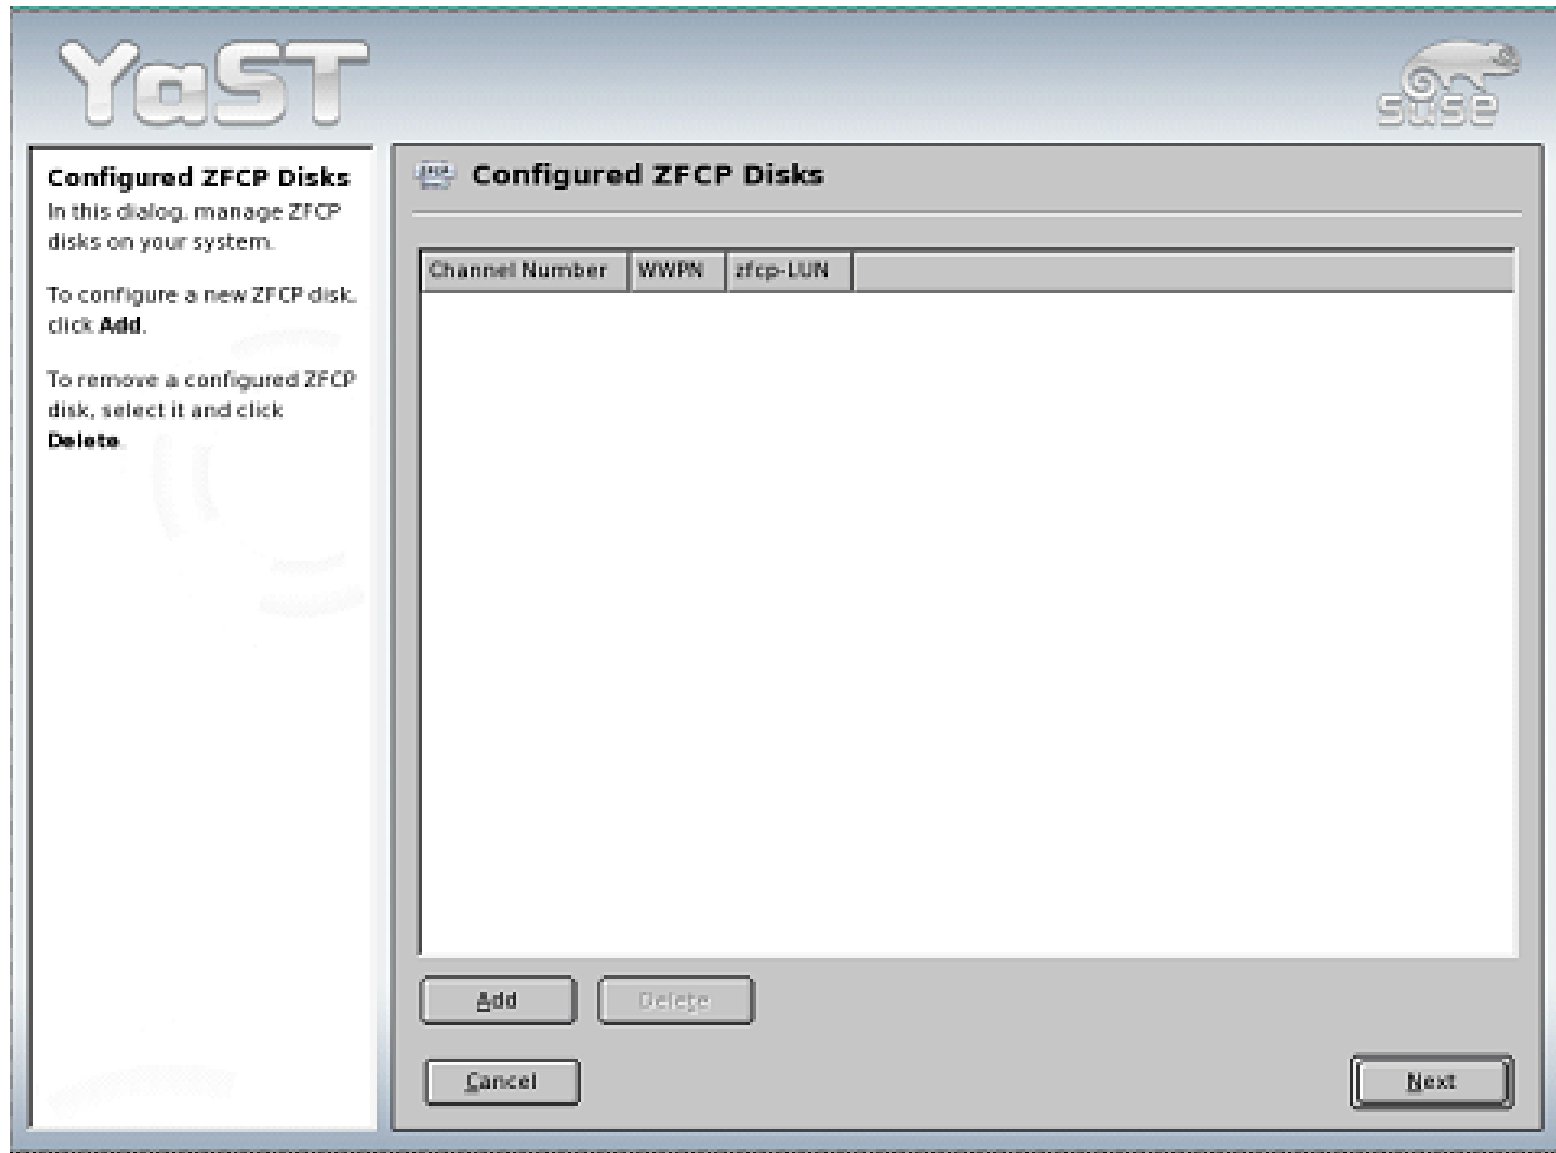 YaST
suse
Configured ZFCP Disks
In this dialog, manage ZFCP
disks on your system.
To configure a new ZFCP disk,
click Add.
To remove a configured ZFCP
disk, select it and click
Delete.
Configured ZFCP Disks
Channel Number WWPN zfcp-LUN
Add Delete
Cancel Next